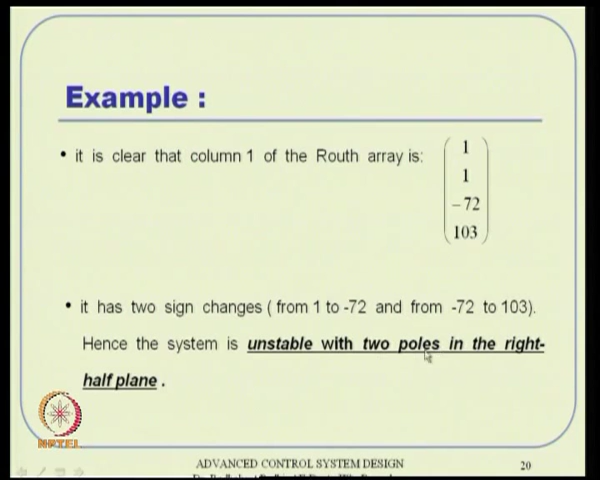 Example :
• it is clear that column 1 of the Routh array is:
1
1
– 72
103
• it has two sign changes ( from 1 to -72 and from -72 to 103).
Hence the system is unstable with two poles in the right-
half plane .
NPTEL
ADVANCED CONTROL SYSTEM DESIGN
20